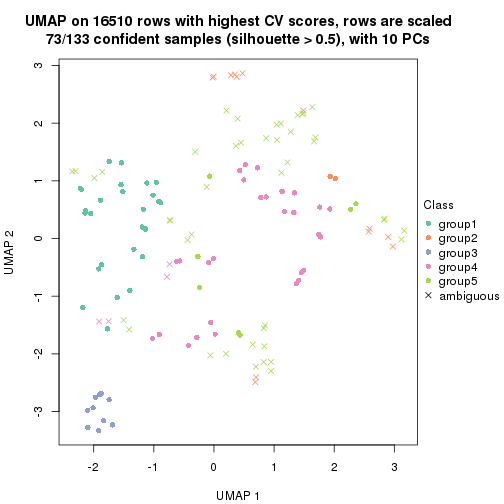 UMAP on 16510 rows with highest CV scores, rows are scaled
73/133 confident samples (silhouette > 0.5), with 10 PCs
3
2
1
0
-1
-2
-3
UMAP 2
-2
-1
0
1
2
3
UMAP 1
Class
group1
group2
group3
group4
group5
ambiguous